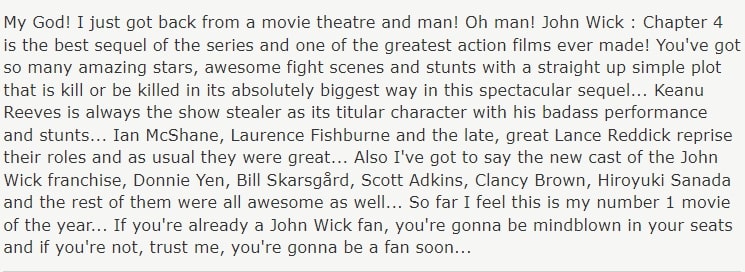 My God! I just got back from a movie theatre and man! Oh man! John Wick : Chapter 4
is the best sequel of the series and one of the greatest action films ever made! You've got
so many amazing stars, awesome fight scenes and stunts with a straight up simple plot
that is kill or be killed in its absolutely biggest way in this spectacular sequel... Keanu
Reeves is always the show stealer as its titular character with his badass performance
and stunts... Ian McShane, Laurence Fishburne and the late, great Lance Reddick reprise
their roles and as usual they were great... Also I've got to say the new cast of the John
Wick franchise, Donnie Yen, Bill Skarsgård, Scott Adkins, Clancy Brown, Hiroyuki Sanada
and the rest of them were all awesome as well... So far I feel this is my number 1 movie
of the year... If you're already a John Wick fan, you're gonna be mindblown in your seats
and if you're not, trust me, you're gonna be a fan soon...